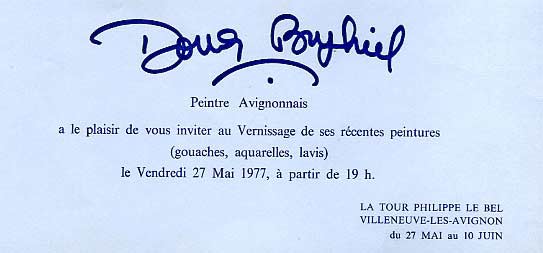 Peintre Avignonnais
a le plaisir de vous inviter au Vernissage de ses récentes peintures
(gouaches, aquarelles, lavis)
le Vendredi 27 Mai 1977, à partir de 19 h.
LA TOUR PHILIPPE LE BEL
VILLENEUVE-LES-AVIGNON
du 27 MAI au 10 JUIN